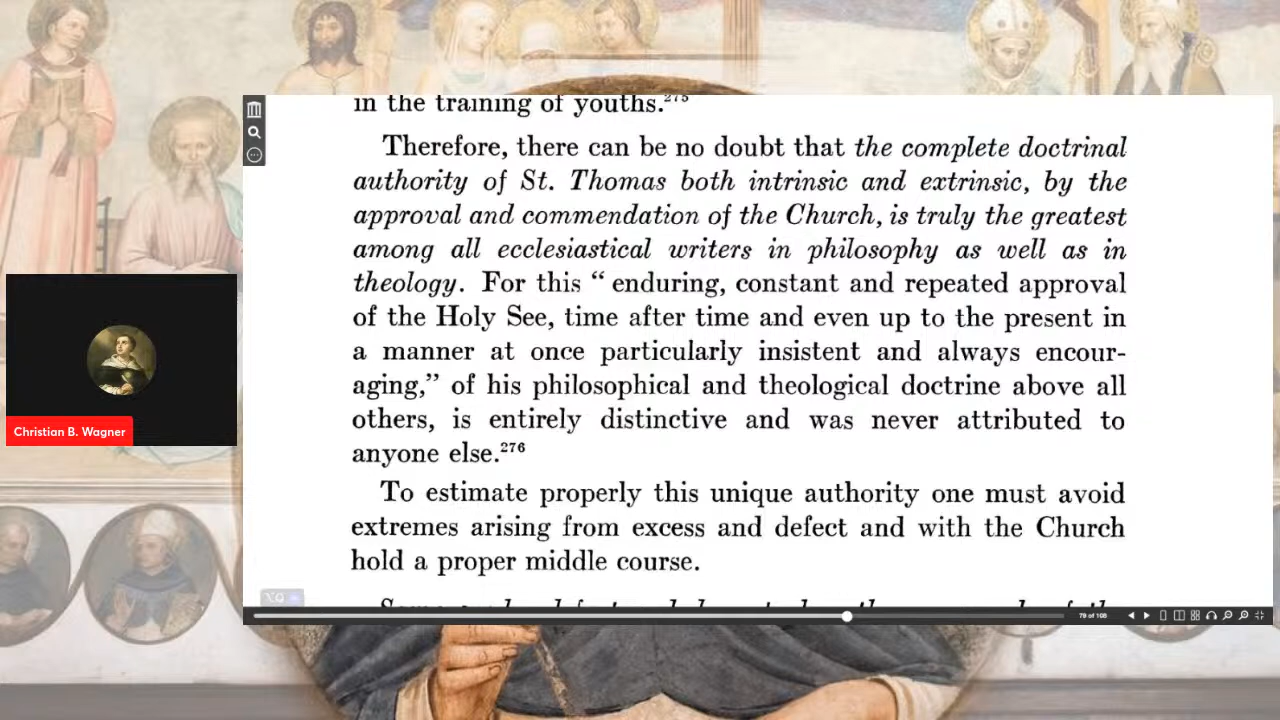 in the training of youths.275
Therefore, there can be no doubt that the complete doctrinal
authority of St. Thomas both intrinsic and extrinsic, by the
approval and commendation of the Church, is truly the greatest
among all ecclesiastical writers in philosophy as well as in
theology. For this “ enduring, constant and repeated approval
of the Holy See, time after time and even up to the present in
a manner at once particularly insistent and always encour-
aging,” of his philosophical and theological doctrine above all
others, is entirely distinctive and was never attributed to
anyone else.276
To estimate properly this unique authority one must avoid
extremes arising from excess and defect and with the Church
hold a proper middle course.
79 of 108
Christian B. Wagner